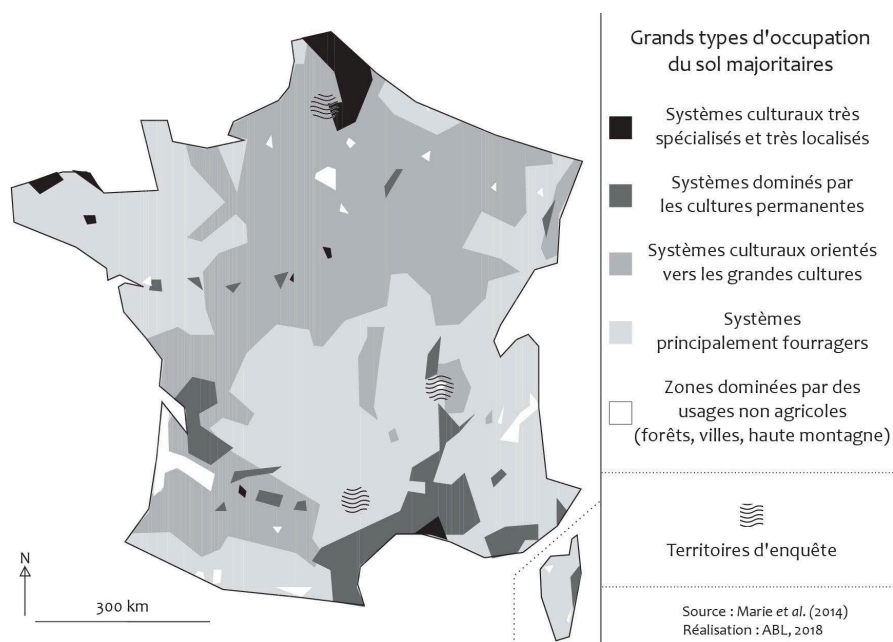 Grands types d'occupation
du sol majoritaires
Systèmes culturaux très
spécialisés et très localisés
Systèmes dominés par
les cultures permanentes
Systèmes culturaux orientés
vers les grandes cultures
Systèmes
principalement fourragers
Zones dominées par des
usages non agricoles
(forêts, villes, haute montagne)
Territoires d'enquête
Source : Marie et al. (2014)
Réalisation : ABL, 2018
N
300 km